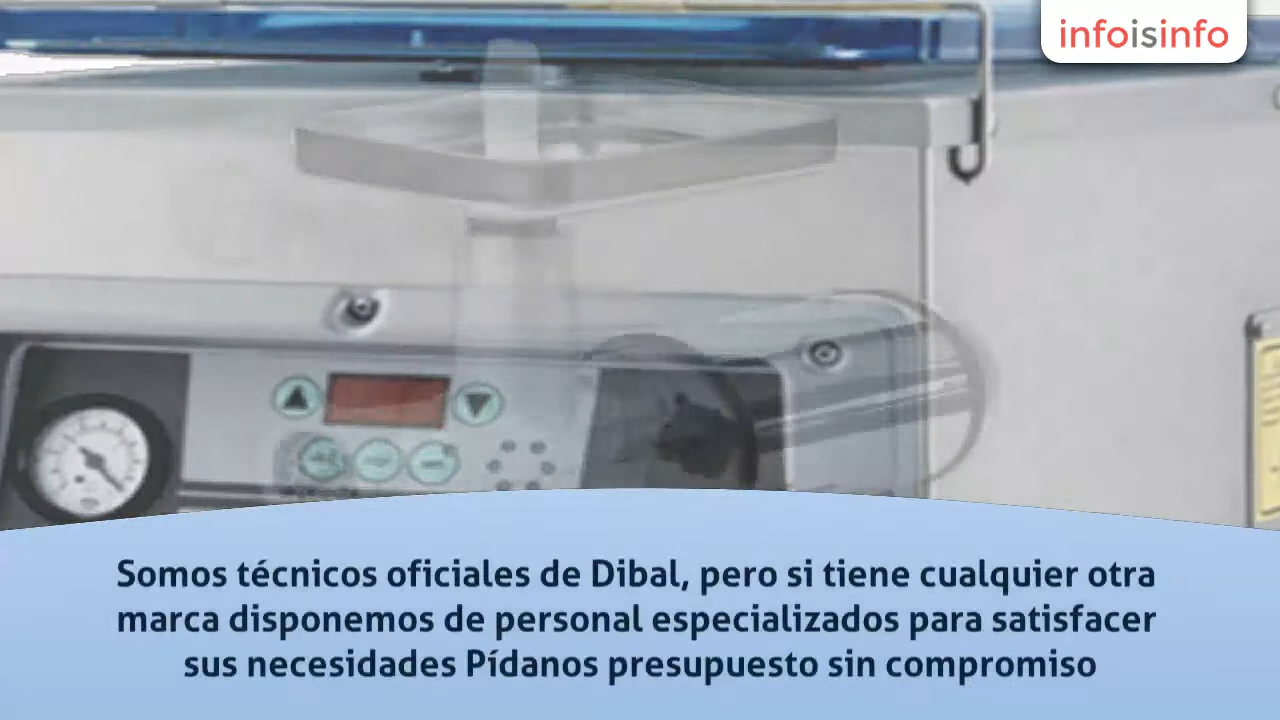 infoisinfo
Somos técnicos oficiales de Dibal, pero si tiene cualquier otra
marca disponemos de personal especializados para satisfacer
sus necesidades Pídanos presupuesto sin compromiso